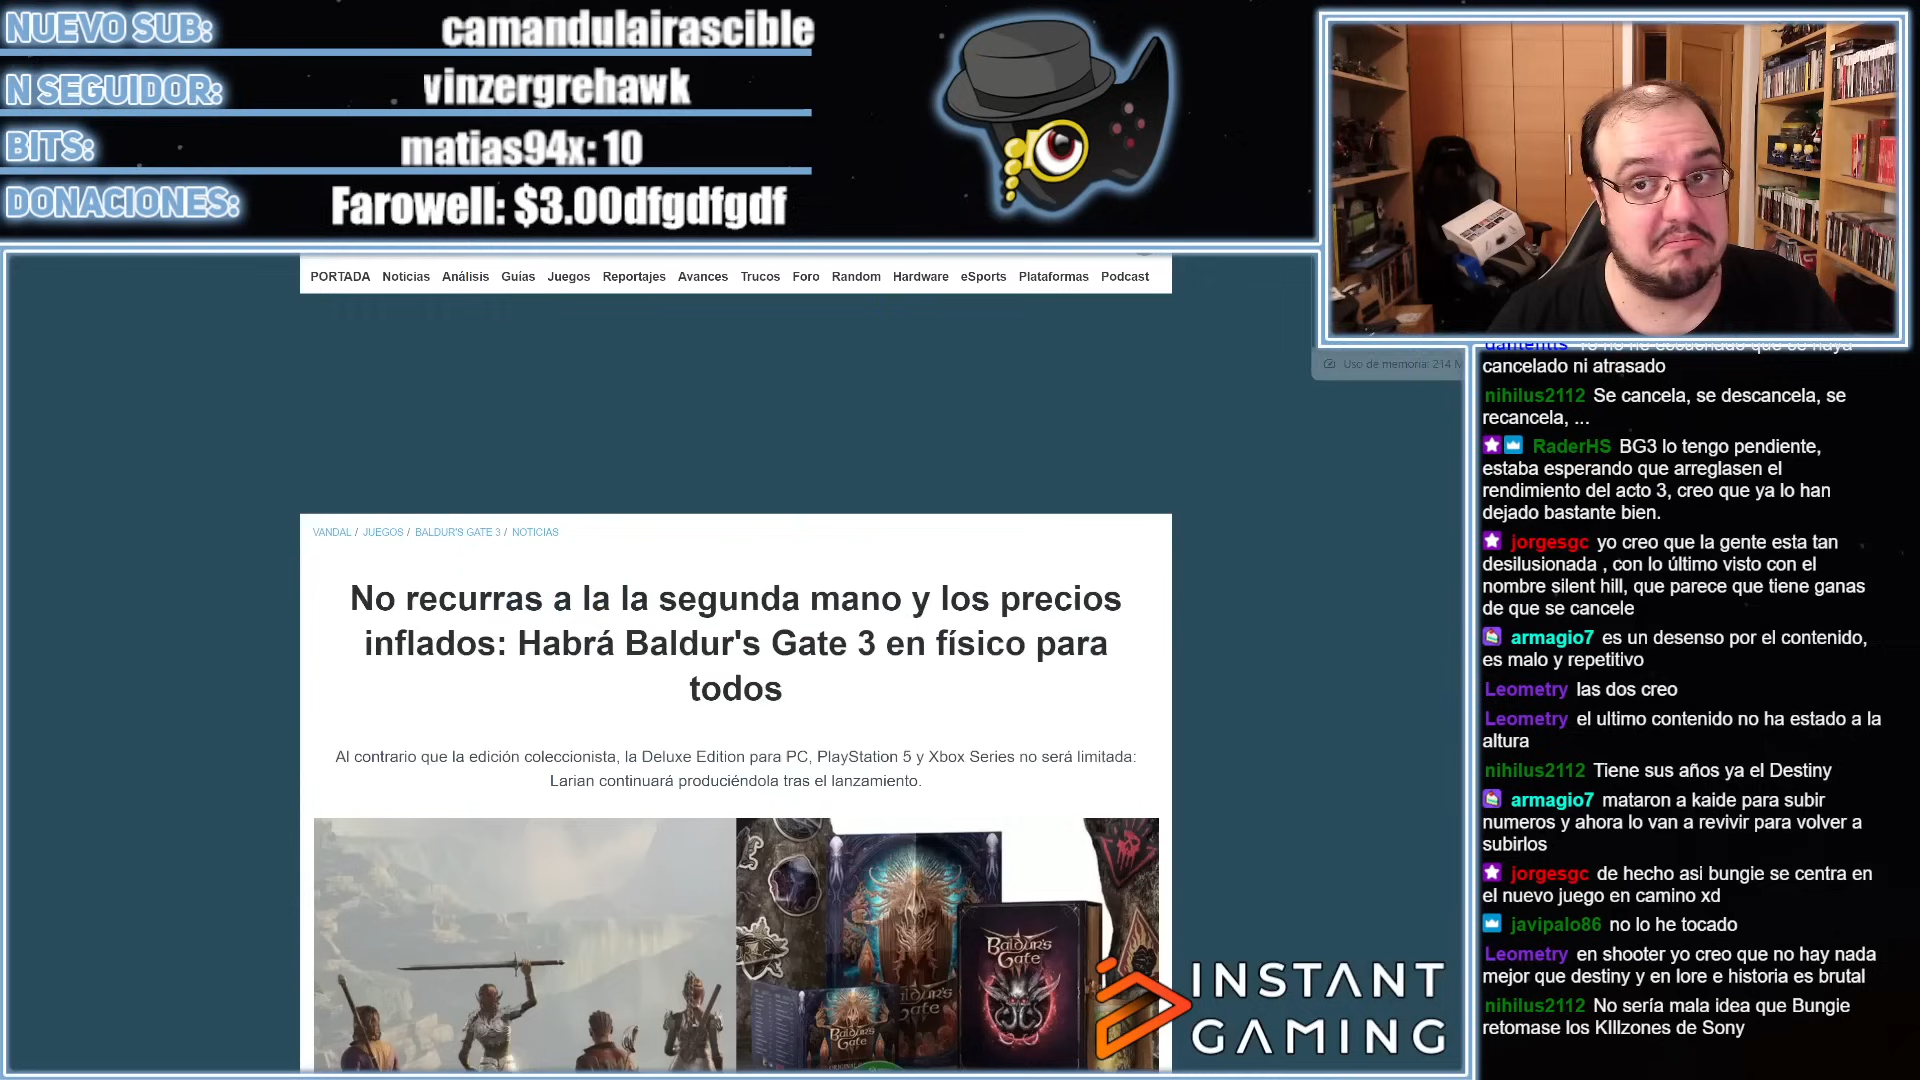 NUEVO SUB:
camandulairascible
N SEGUIDOR:
vinzergrehawk
BITS:
matias94x: 10
DONACIONES:
Farowell: $3.00dfgdfgdf
PORTADA Noticias Análisis Guías Juegos Reportajes Avances Trucos Foro Random Hardware eSports Plataformas Podcast
Uso de memoria: 214 M
VANDAL / JUEGOS / BALDUR'S GATE 3 / NOTICIAS
No recurras a la la segunda mano y los precios
inflados: Habrá Baldur's Gate 3 en físico para
todos
Al contrario que la edición coleccionista, la Deluxe Edition para PC, PlayStation 5 y Xbox Series no será limitada:
Larian continuará produciéndola tras el lanzamiento.
Baldur's
Gate
Baldur's
Gate
INSTANT
GAMING
cancelado ni atrasado
nihilus2112 Se cancela, se descancela, se
recancela, ...
RaderHS BG3 lo tengo pendiente,
estaba esperando que arreglasen el
rendimiento del acto 3, creo que ya lo han
dejado bastante bien.
jorgesgc yo creo que la gente esta tan
desilusionada , con lo último visto con el
nombre silent hill, que parece que tiene ganas
de que se cancele
armagio7 es un desenso por el contenido,
es malo y repetitivo
Leometry las dos creo
Leometry el ultimo contenido no ha estado a la
altura
nihilus2112 Tiene sus años ya el Destiny
armagio7 mataron a kaide para subir
numeros y ahora lo van a revivir para volver a
subirlos
jorgesgc de hecho asi bungie se centra en
el nuevo juego en camino xd
javipalo86 no lo he tocado
Leometry en shooter yo creo que no hay nada
mejor que destiny y en lore e historia es brutal
nihilus2112 No sería mala idea que Bungie
retomase los KIllzones de Sony